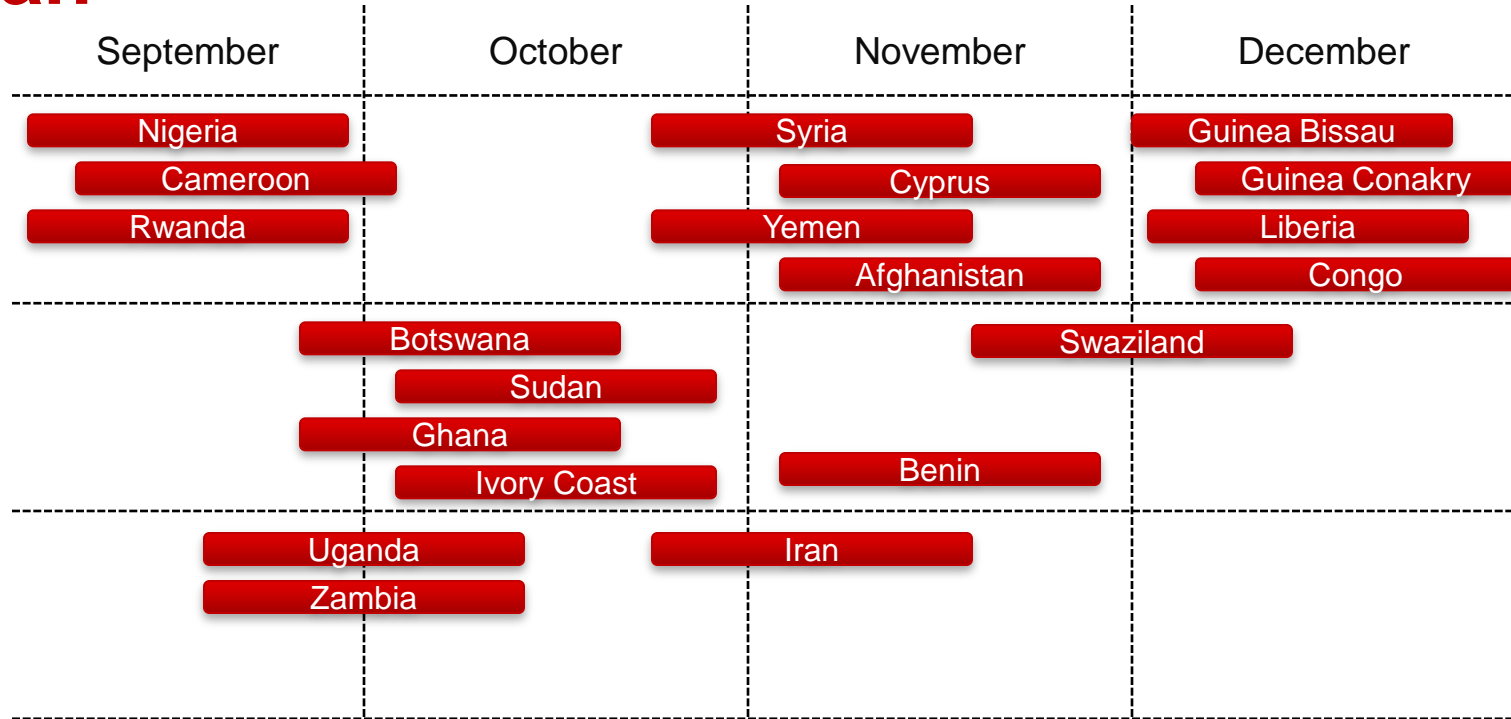 September October November December
Nigeria Syria Guinea Bissau
Cameroon Cyprus Guinea Conakry
Rwanda Yemen Liberia
Afghanistan Congo
Botswana Swaziland
Sudan
Ghana
Ivory Coast Benin
Uganda Iran
Zambia